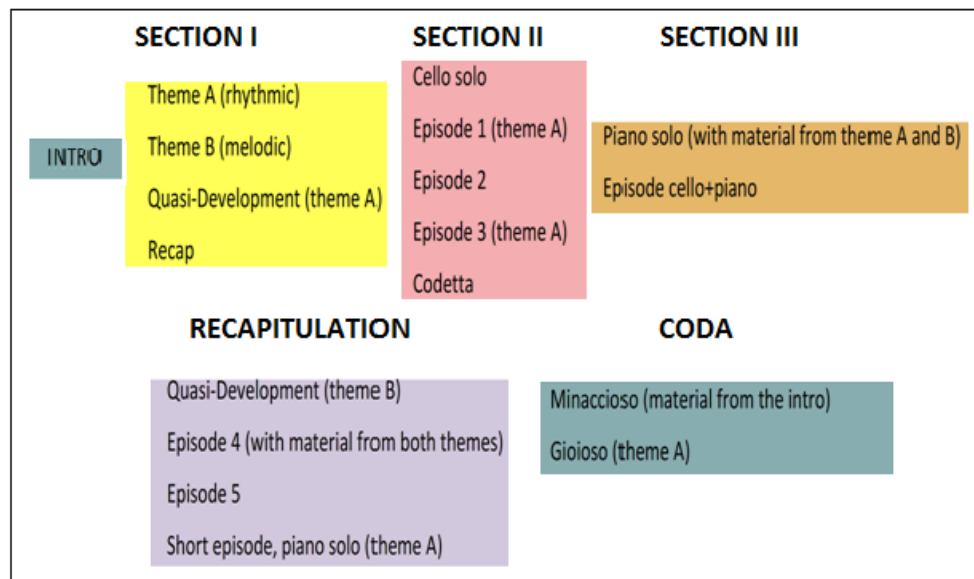 SECTION I
INTRO
Theme A (rhythmic)
Theme B (melodic)
Quasi-Development (theme A)
Recap
SECTION II
Cello solo
Episode 1 (theme A)
Episode 2
Episode 3 (theme A)
Codetta
SECTION III
Piano solo (with material from theme A and B)
Episode cello+piano
RECAPITULATION
Quasi-Development (theme B)
Episode 4 (with material from both themes)
Episode 5
Short episode, piano solo (theme A)
CODA
Minaccioso (material from the intro)
Gioioso (theme A)